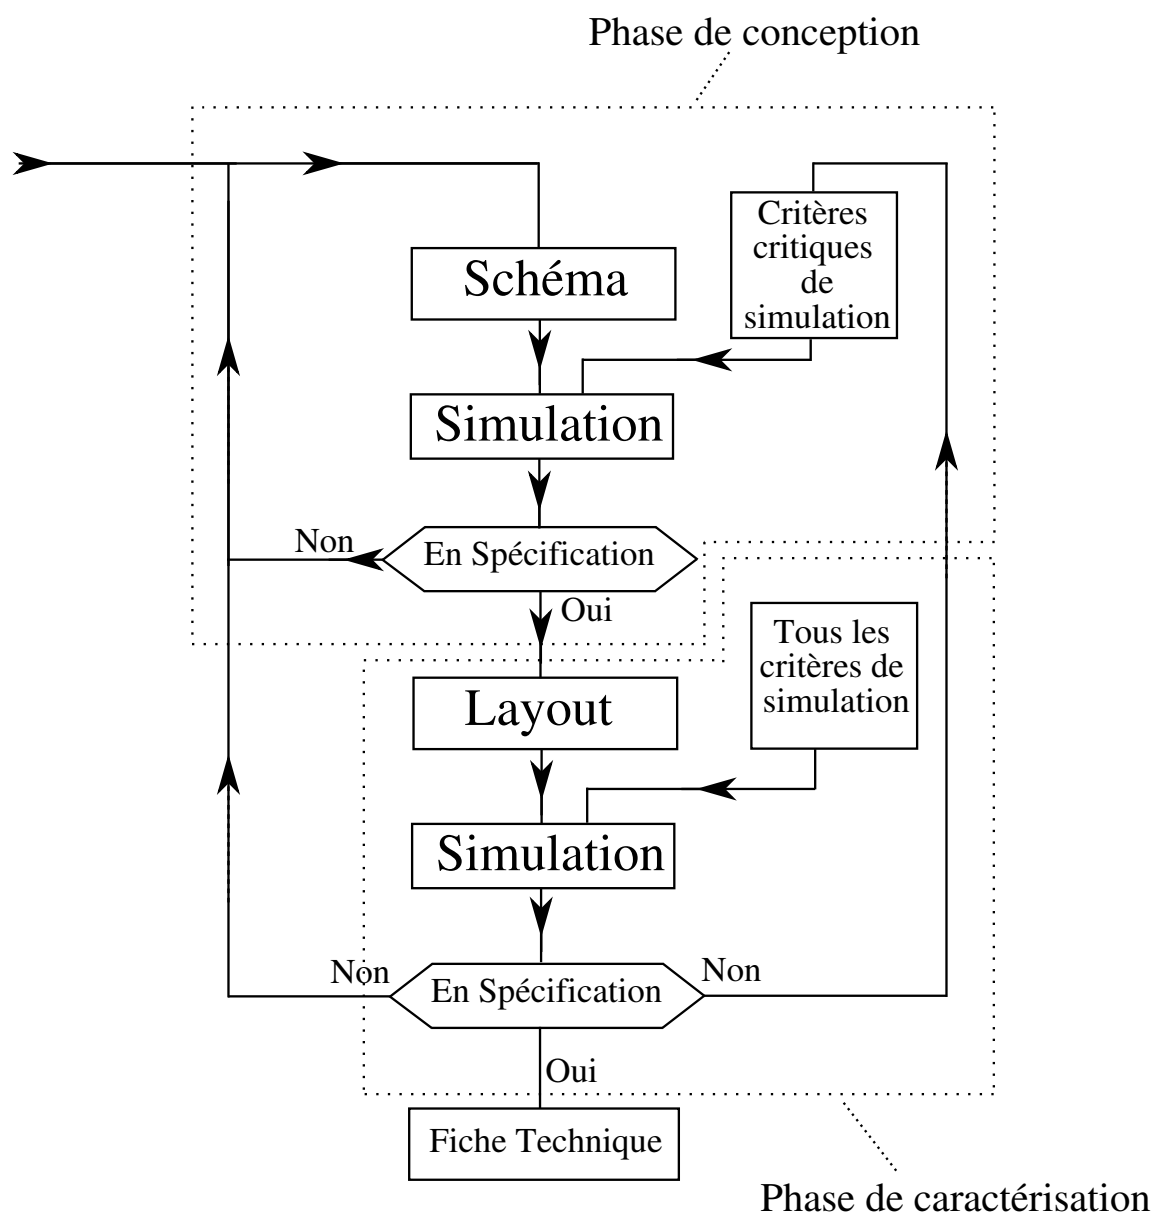 Phase de conception
Critères
critiques
de
simulation
Schéma
Simulation
Non
En Spécification
Oui
Tous les
critères de
simulation
Layout
Simulation
Non
En Spécification
Non
Oui
Fiche Technique
Phase de caractérisation